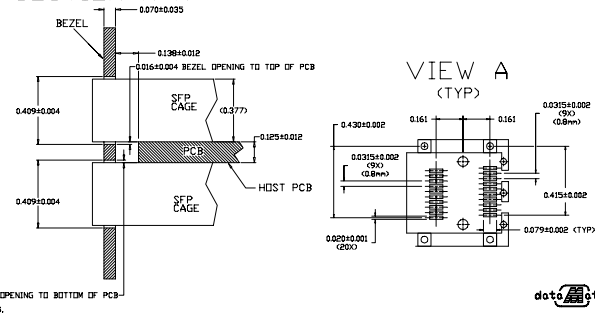 0.070±0.035
BEZEL
0.138±0.012
0.016±0.004 BEZEL OPENING TO TOP OF PCB
SFP
CAGE
(0.377)
0.409±0.004
0.125±0.012
PCB
HOST PCB
SFP
CAGE
0.409±0.004
OPENING TO BOTTOM OF PCB
VIEW A
(TYP)
0.161
0.161
0.0315±0.002
(9X)
(0.8mm)
0.430±0.002
0.0315±0.002
(9X)
(0.8mm)
0.415±0.002
0.079±0.002 (TYP)
0.020±0.001
(20X)
data